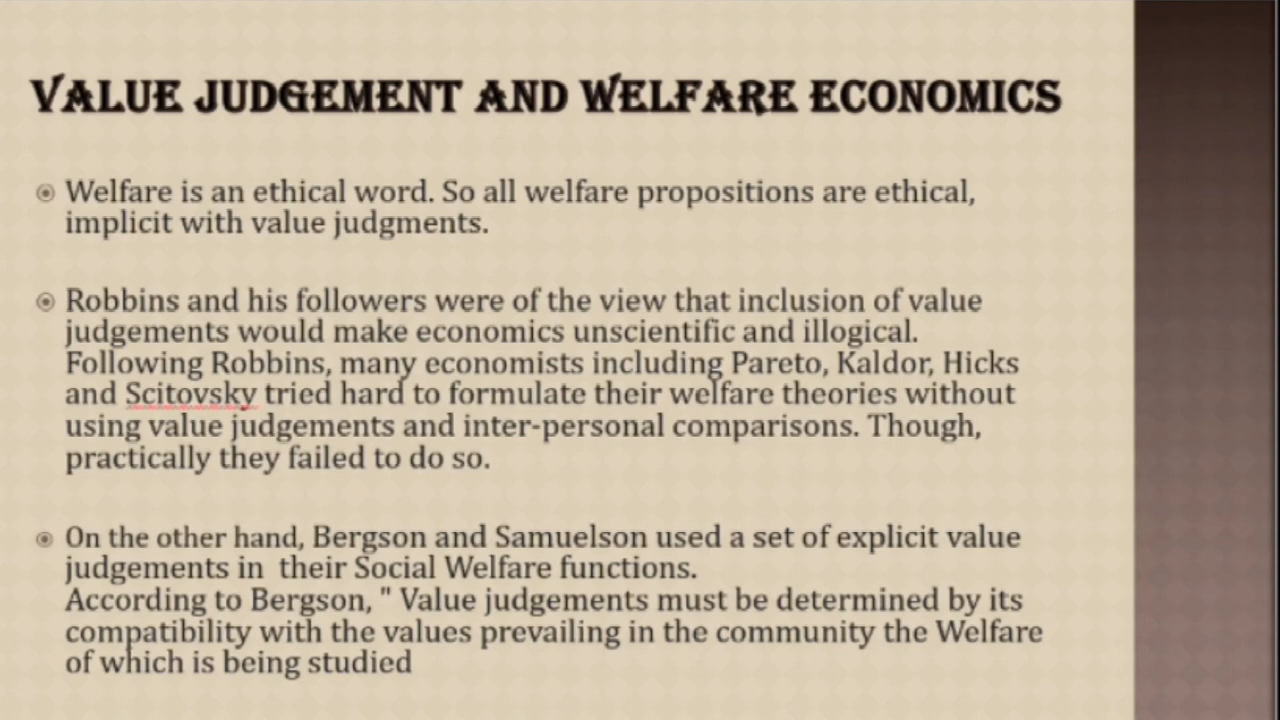 VALUE JUDGEMENT AND WELFARE ECONOMICS
Welfare is an ethical word. So all welfare propositions are ethical,
implicit with value judgments.
Robbins and his followers were of the view that inclusion of value
judgements would make economics unscientific and illogical.
Following Robbins, many economists including Pareto, Kaldor, Hicks
and Scitovsky tried hard to formulate their welfare theories without
using value judgements and inter-personal comparisons. Though,
practically they failed to do so.
On the other hand, Bergson and Samuelson used a set of explicit value
judgements in  their Social Welfare functions.
According to Bergson, " Value judgements must be determined by its
compatibility with the values prevailing in the community the Welfare
of which is being studied